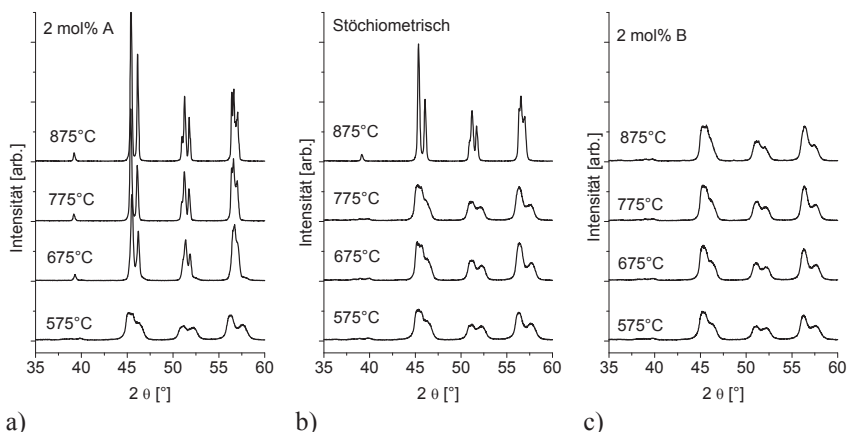 2 mol% A
875°C
775°C
675°C
575°C
Intensität [arb.]
35 40 45 50 55 60
2 θ [°]
a)
Stöchiometrisch
875°C
775°C
675°C
575°C
Intensität [arb.]
35 40 45 50 55 60
2 θ [°]
b)
2 mol% B
875°C
775°C
675°C
575°C
Intensität [arb.]
35 40 45 50 55 60
2 θ [°]
c)